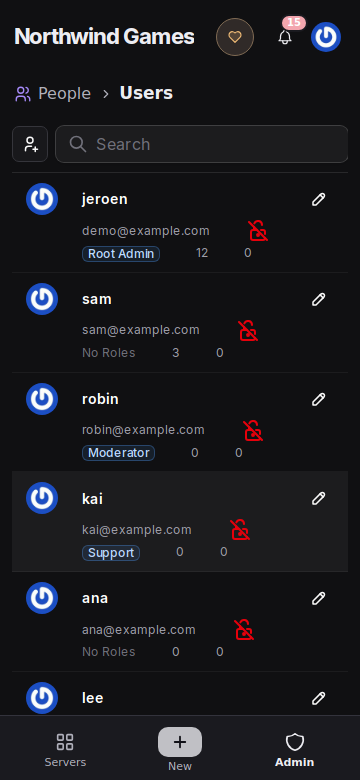 Northwind Games
15
People > Users
Search
jeroen
demo@example.com
Root Admin 12 0
sam
sam@example.com
No Roles 3 0
robin
robin@example.com
Moderator 0 0
kai
kai@example.com
Support 0 0
ana
ana@example.com
No Roles 0 0
lee
Servers New Admin